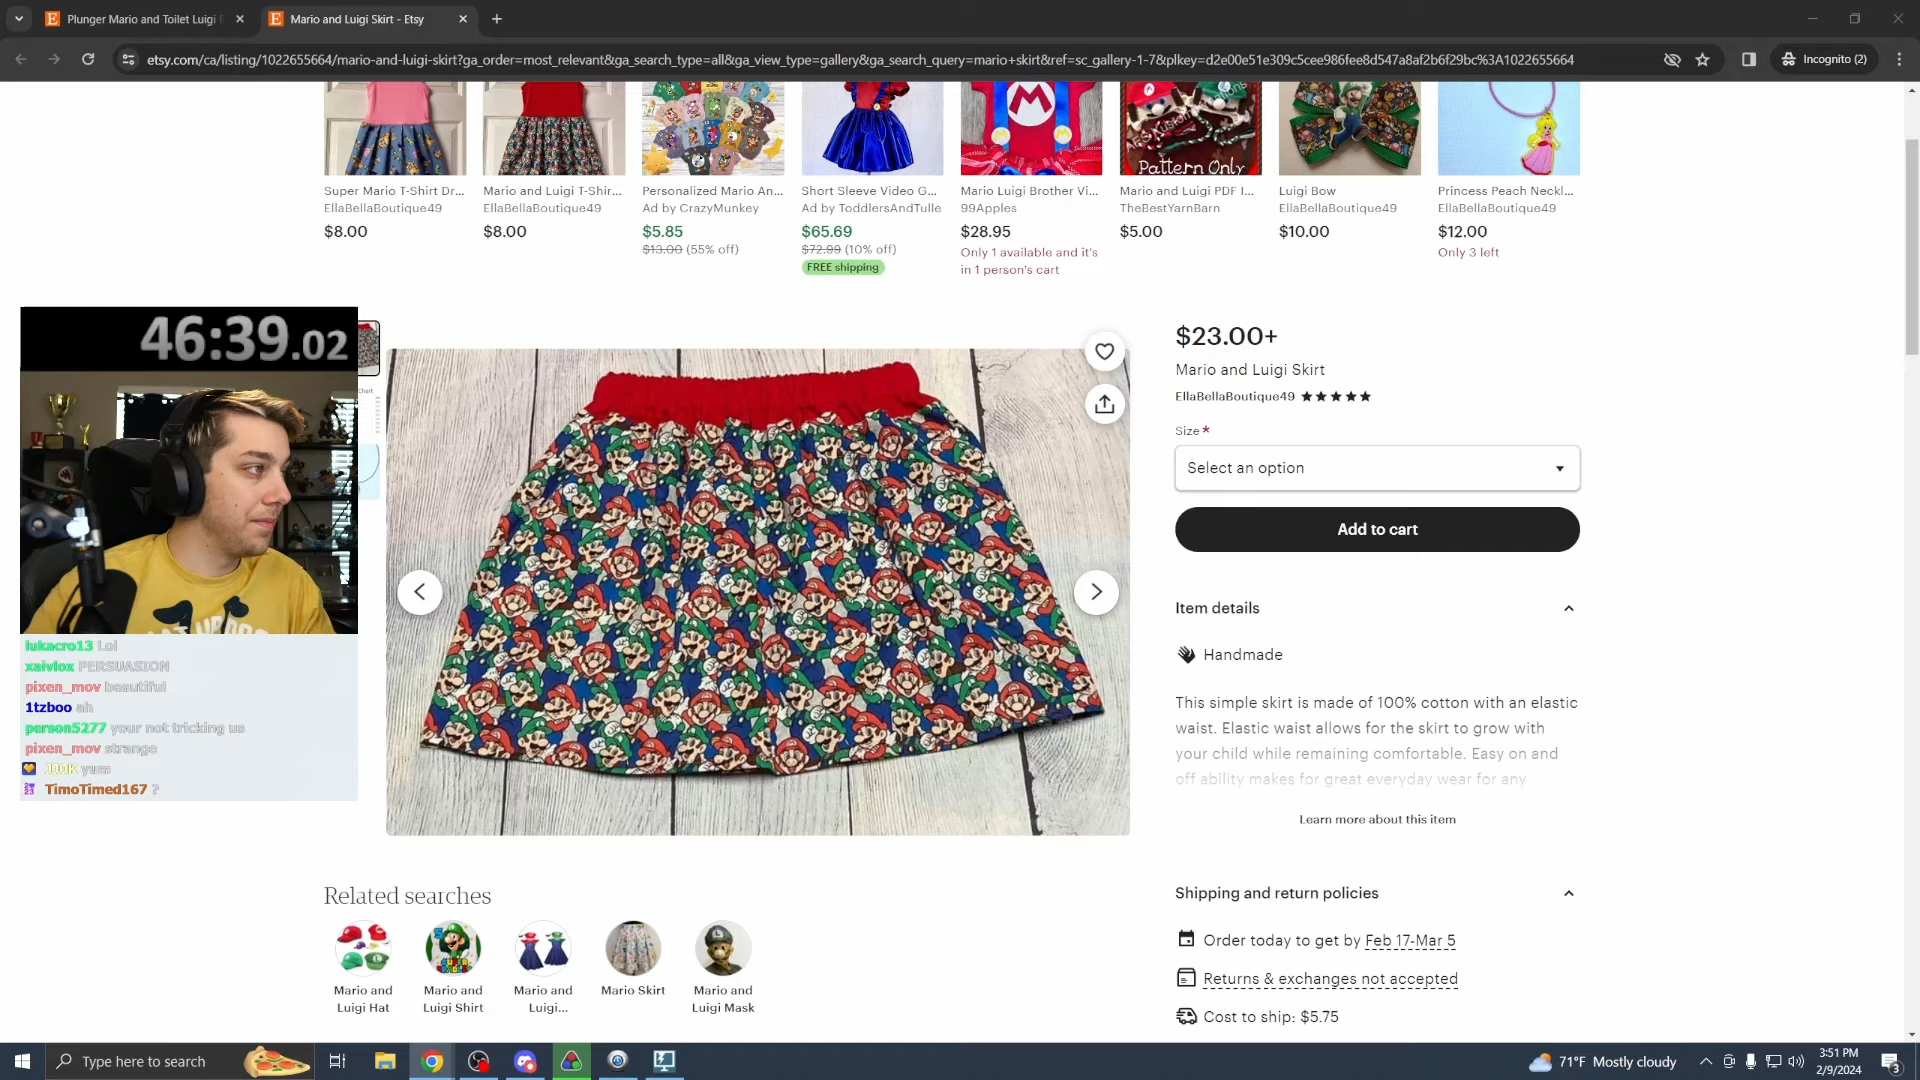 Plunger Mario and Toilet Luigi
Mario and Luigi Skirt - Etsy
etsy.com/ca/listing/1022655664/mario-and-luigi-skirt?ga_order=most_relevant&ga_search_type=all&ga_view_type=gallery&ga_search_query=mario+skirt&ref=sc_gallery-1-7&plkey=d2e00e51e309c5cee986fee8d547a8af2b6f29bc%3A1022655664
Incognito (2)
M
Pattern Only
Super Mario T-Shirt Dr...
EllaBellaBoutique49
$8.00
Mario and Luigi T-Shir...
EllaBellaBoutique49
$8.00
Personalized Mario An...
Ad by CrazyMunkey
$5.85
$13.00 (55% off)
Short Sleeve Video G...
Ad by ToddlersAndTulle
$65.69
$72.99 (10% off)
FREE shipping
Mario Luigi Brother Vi...
99Apples
$28.95
Only 1 available and it's
in 1 person's cart
Mario and Luigi PDF I...
TheBestYarnBarn
$5.00
Luigi Bow
EllaBellaBoutique49
$10.00
Princess Peach Neckl...
EllaBellaBoutique49
$12.00
Only 3 left
46:39.02
lukacro13 Lol
xaivlox PERSUASION
pixen_mov beautiful
1tzboo ah
person5277 your not tricking us
pixen_mov strange
JJ0K yum
TimoTimed167 ?
$23.00+
Mario and Luigi Skirt
EllaBellaBoutique49 ★★★★★
Size*
Select an option
Add to cart
Item details
Handmade
This simple skirt is made of 100% cotton with an elastic
waist. Elastic waist allows for the skirt to grow with
your child while remaining comfortable. Easy on and
off ability makes for great everyday wear for any
Learn more about this item
Shipping and return policies
Order today to get by Feb 17-Mar 5
Returns & exchanges not accepted
Cost to ship: $5.75
Related searches
Mario and
Luigi Hat
Mario and
Luigi Shirt
Mario and
Luigi...
Mario Skirt
Mario and
Luigi Mask
Type here to search
71°F Mostly cloudy
3:51 PM
2/9/2024
3